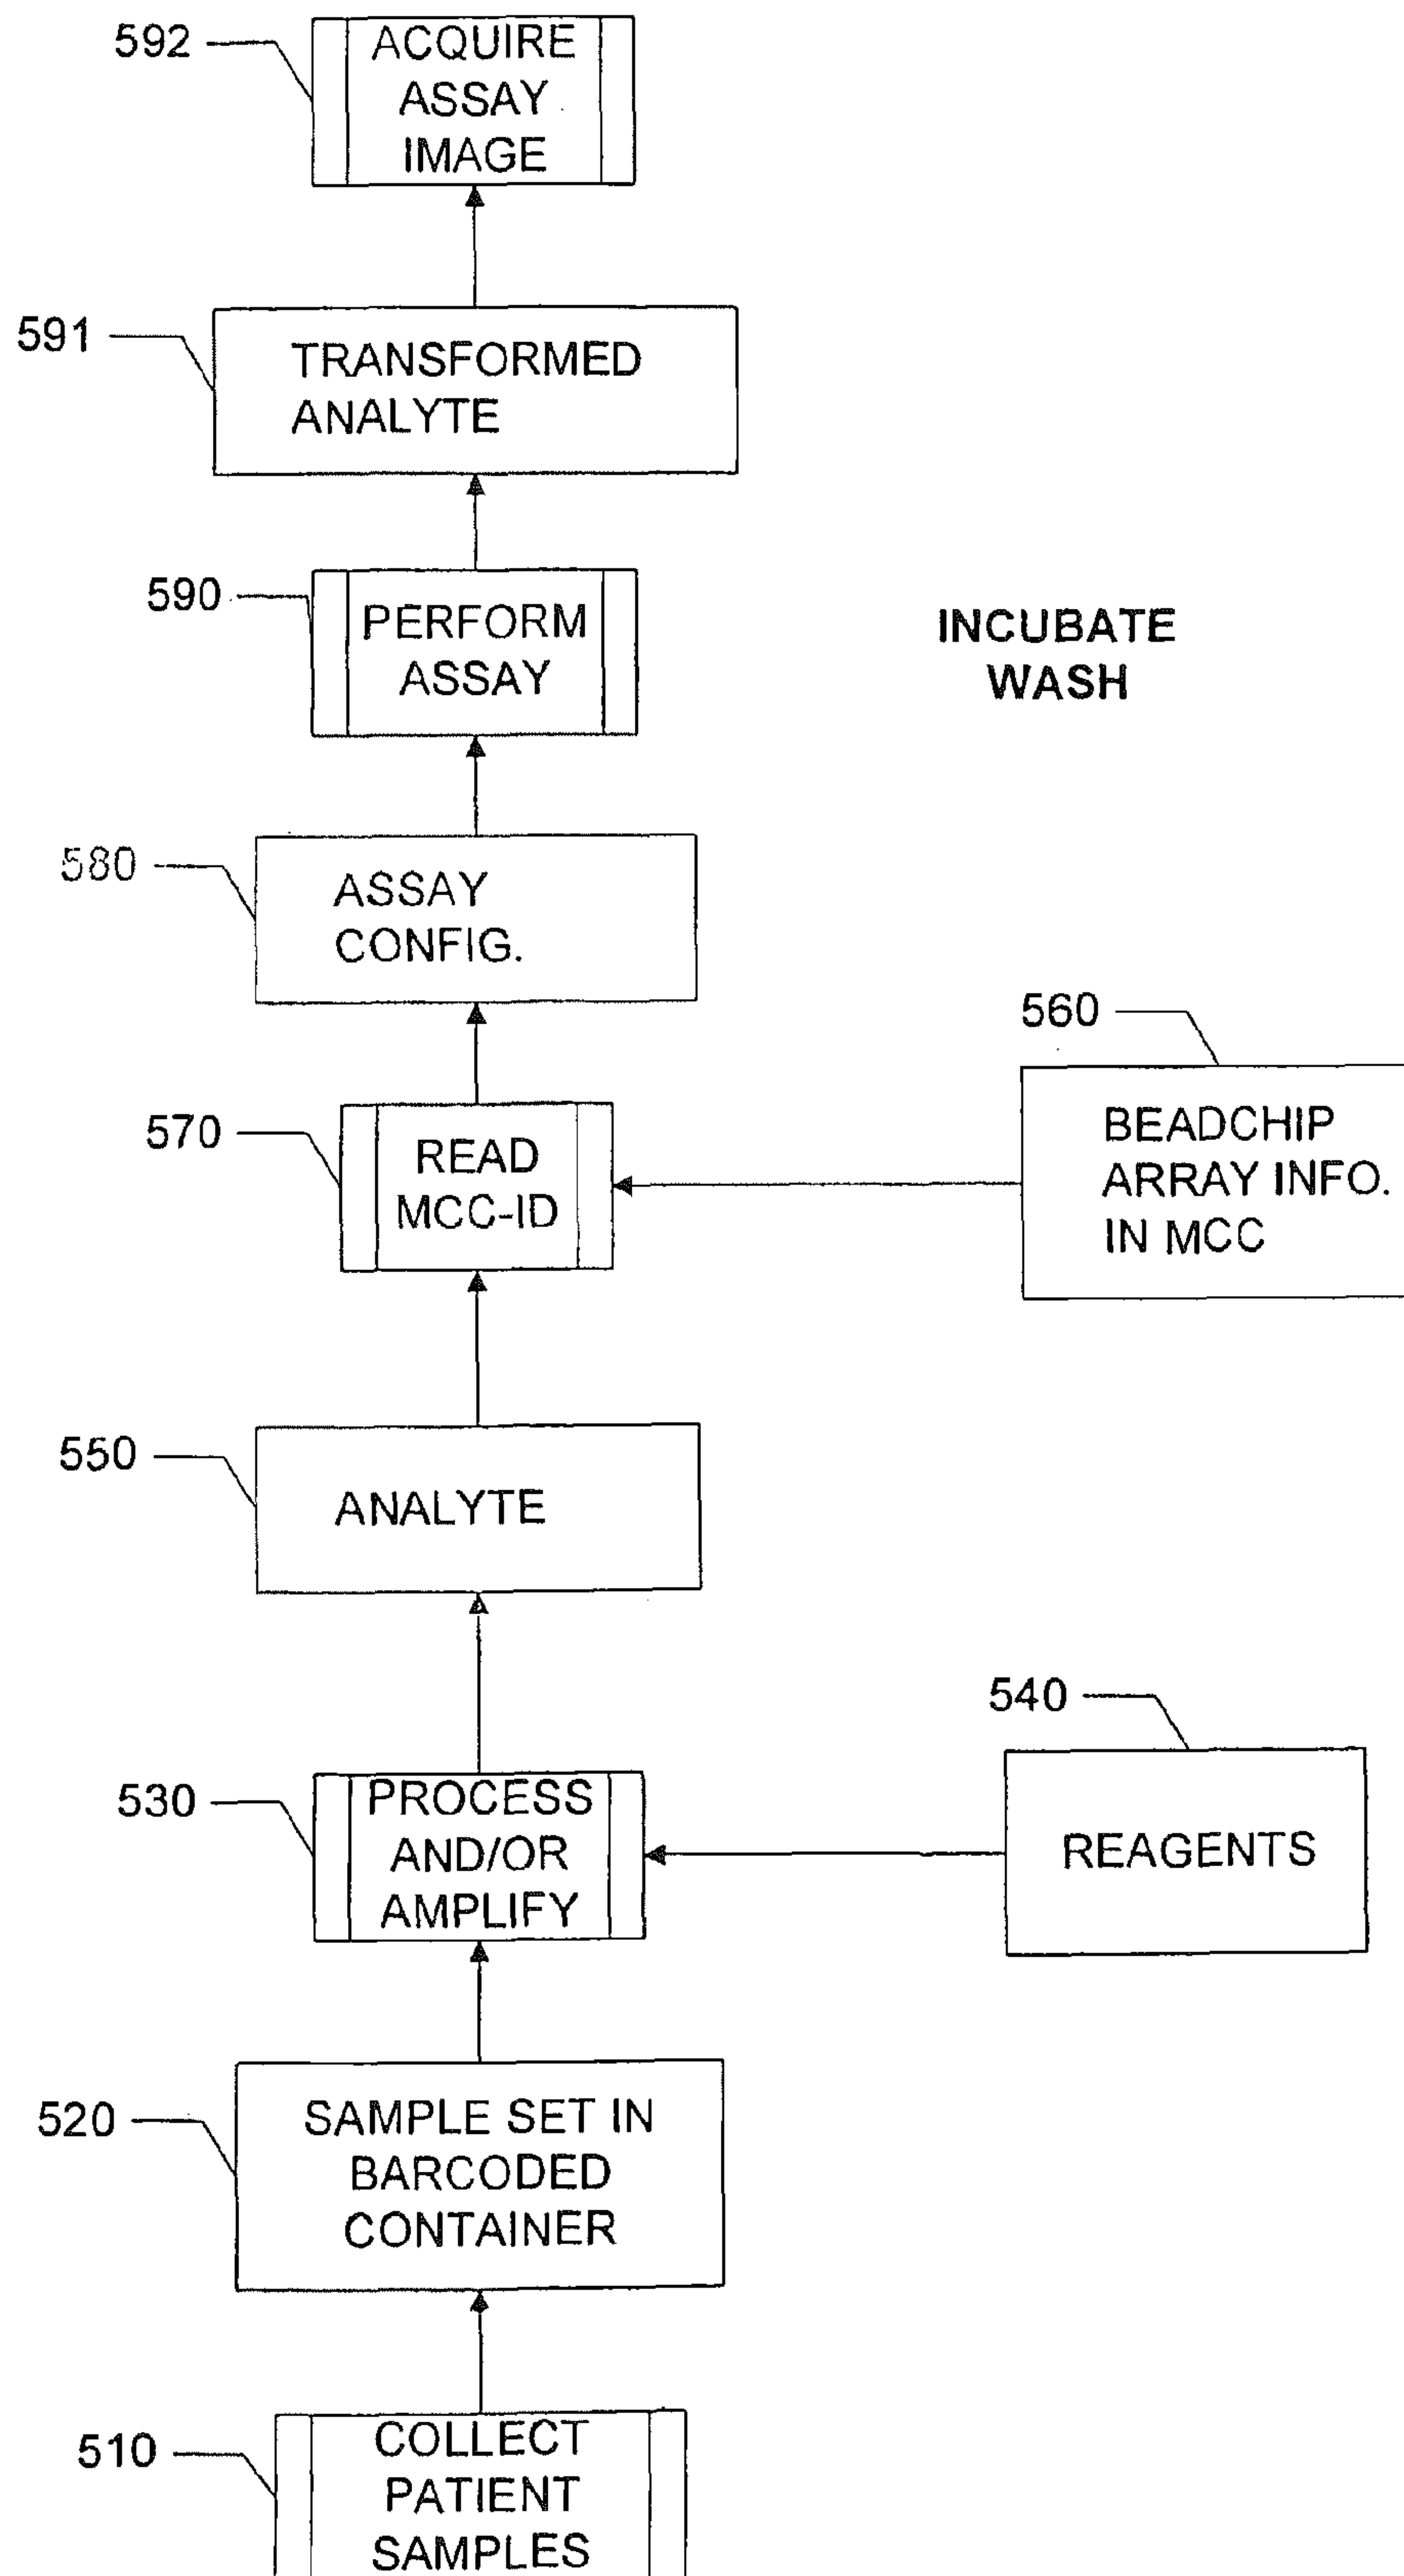 592
ACQUIRE
ASSAY
IMAGE
591
TRANSFORMED
ANALYTE
590
PERFORM
ASSAY
INCUBATE
WASH
580
ASSAY
CONFIG.
560
570
READ
MCC-ID
BEADCHIP
ARRAY INFO.
IN MCC
550
ANALYTE
540
530
PROCESS
AND/OR
AMPLIFY
REAGENTS
520
SAMPLE SET IN
BARCODED
CONTAINER
510
COLLECT
PATIENT
SAMPLES